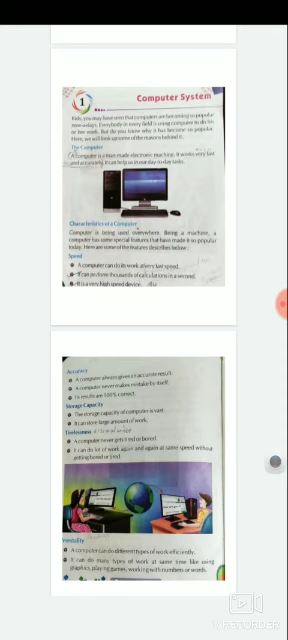 1
Computer System
Kids, you may have seen that computers are becoming so popular
now-a-days. Everybody in every field is using computer to do his
or her work. But do you know why it has become so popular.
Here, we will look at some of the reasons behind it.
The Computer
A computer is a man made electronic machine. It works very fast
and accurately. It can help us in our day-to-day tasks.
Characteristics of a Computer
Computer is being used everywhere. Being a machine, a
computer has some special features that have made it so popular
today. Here are some of the features described below :
Speed
A computer can do its work at very fast speed.
It can perform thousands of calculations in a second.
It is a very high speed device.
Accuracy
A computer always gives an accurate result.
A computer never makes mistake by itself.
Its results are 100% correct.
Storage Capacity
The storage capacity of computer is vast.
It can store large amount of work.
Tirelessness
A computer never gets tired or bored.
It can do lot of work again and again at same speed without
getting bored or tired.
Versatility
A computer can do different types of work efficiently.
It can do many types of work at same time like using
graphics, playing games, working with numbers or words.